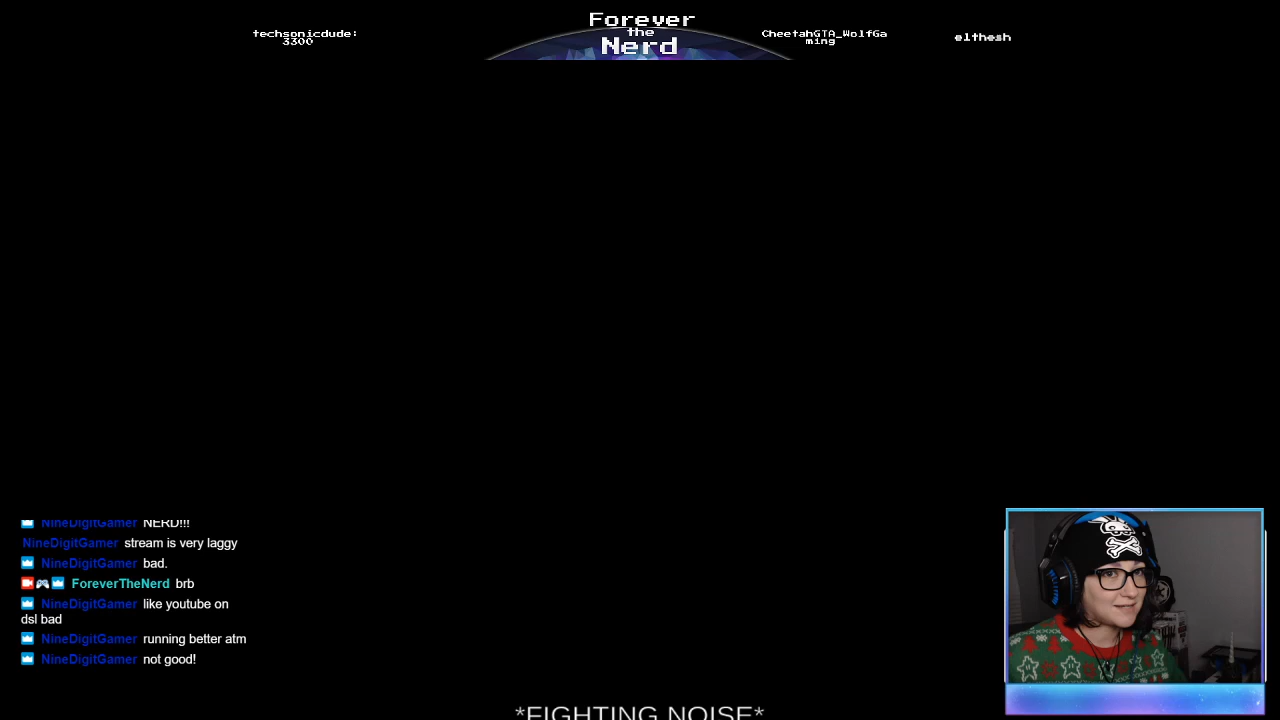 techsonicdude:
3300
Forever
the
Nerd
CheetahGTA_WolfGa
ming
elthesh
NineDigitGamer NERD!!!
NineDigitGamer stream is very laggy
NineDigitGamer bad.
ForeverTheNerd brb
NineDigitGamer like youtube on
dsl bad
NineDigitGamer running better atm
NineDigitGamer not good!
*FIGHTING NOISE*